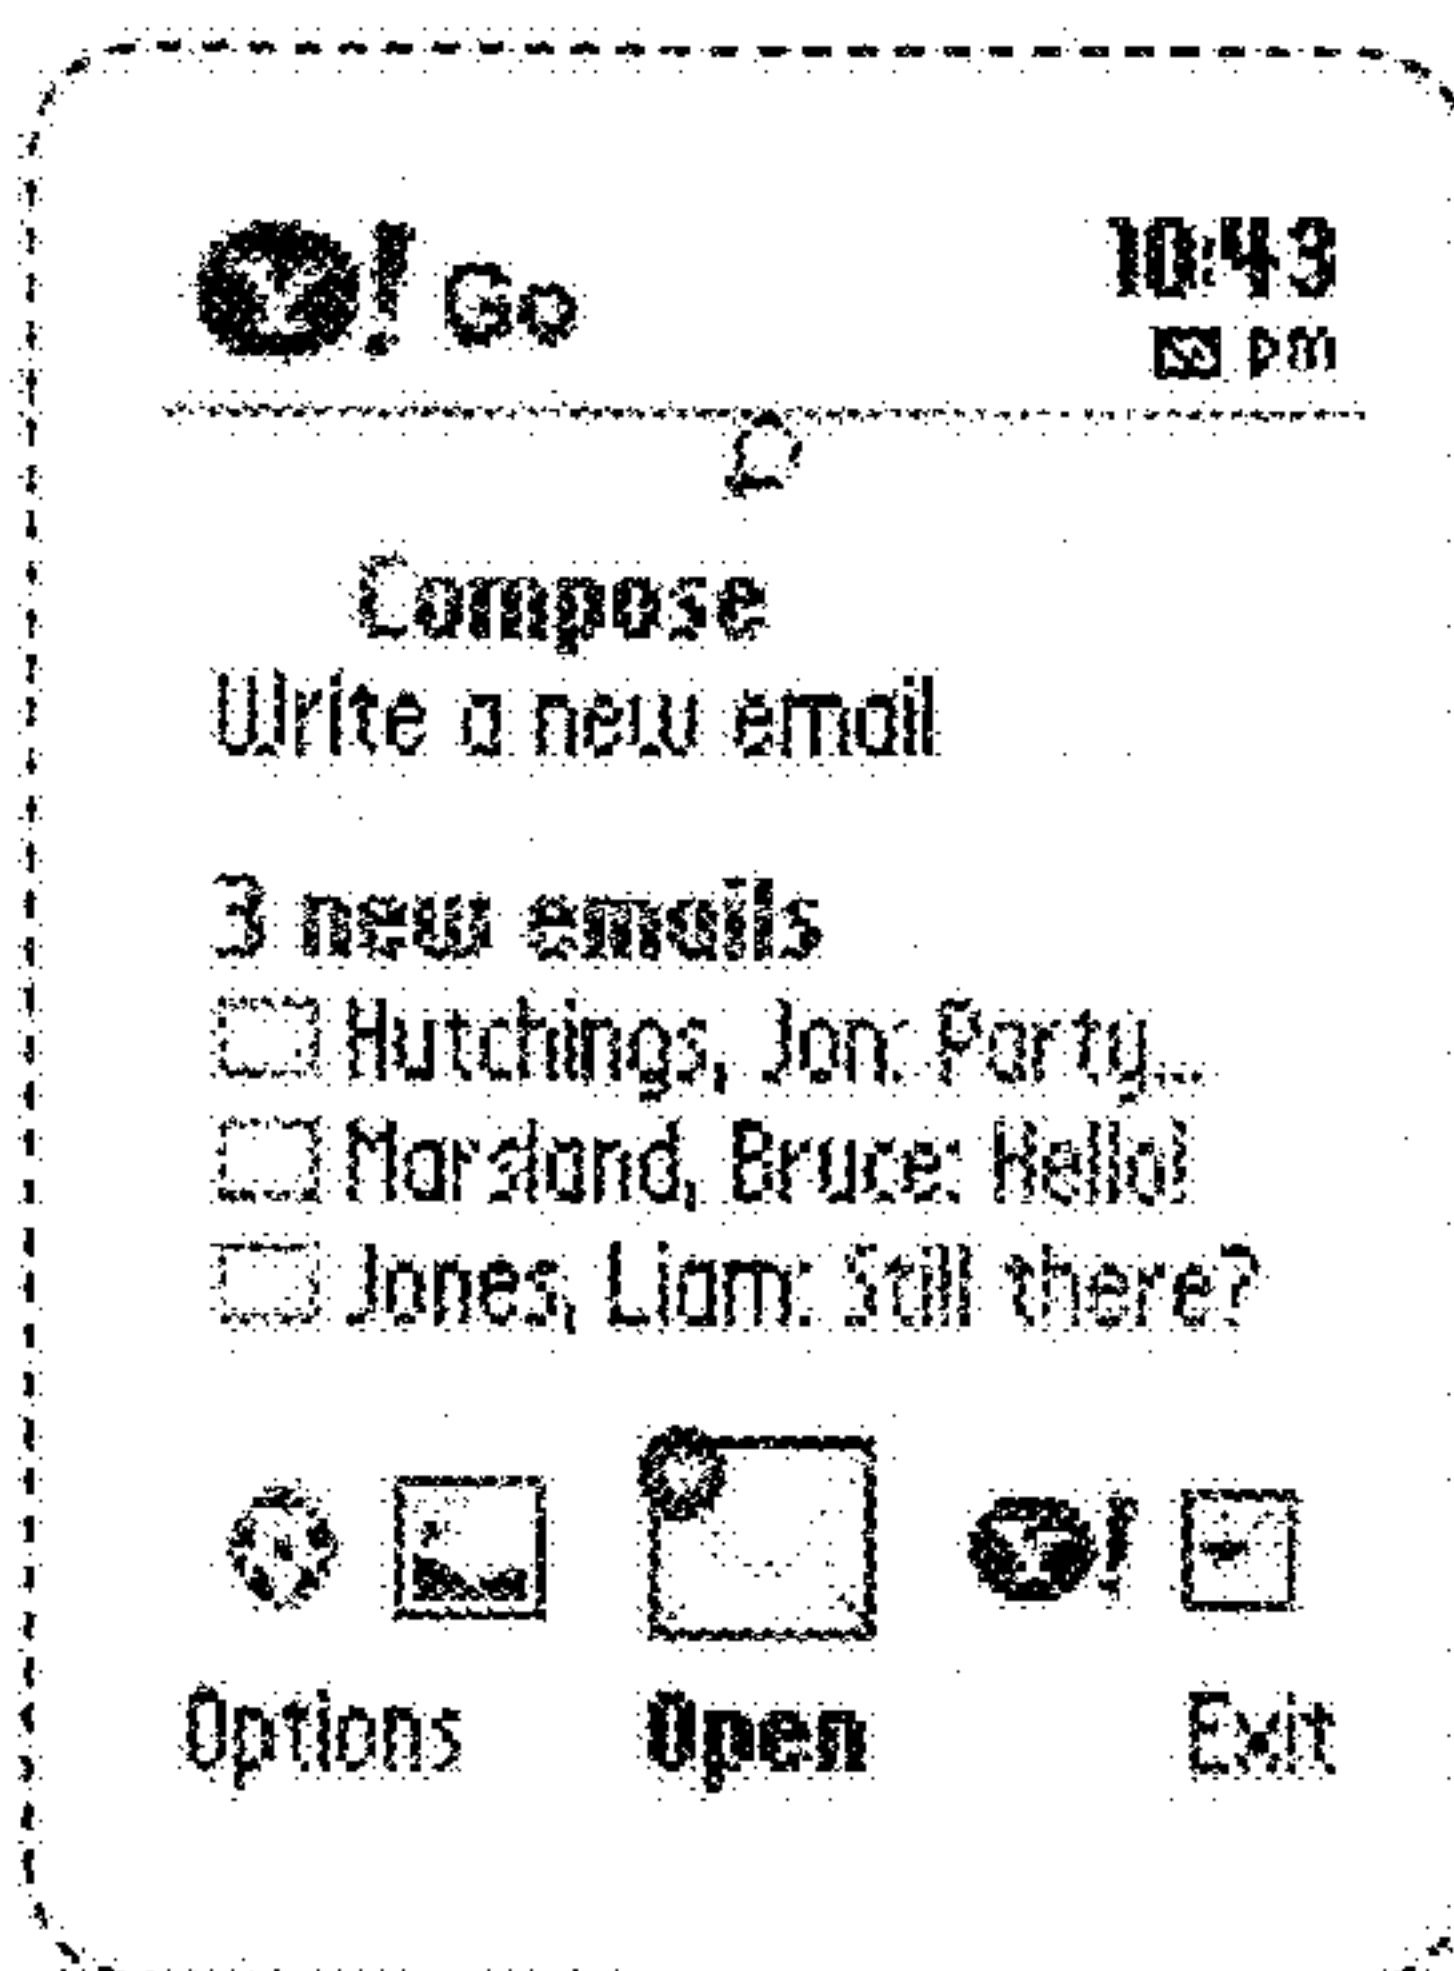 Y! Go
10:43
pm
Compose
Write a new email
3 new emails
Hutchings, Jon: Party...
Marsland, Bruce: Hello!
Jones, Liam: Still there?
Y!
Options Open Exit